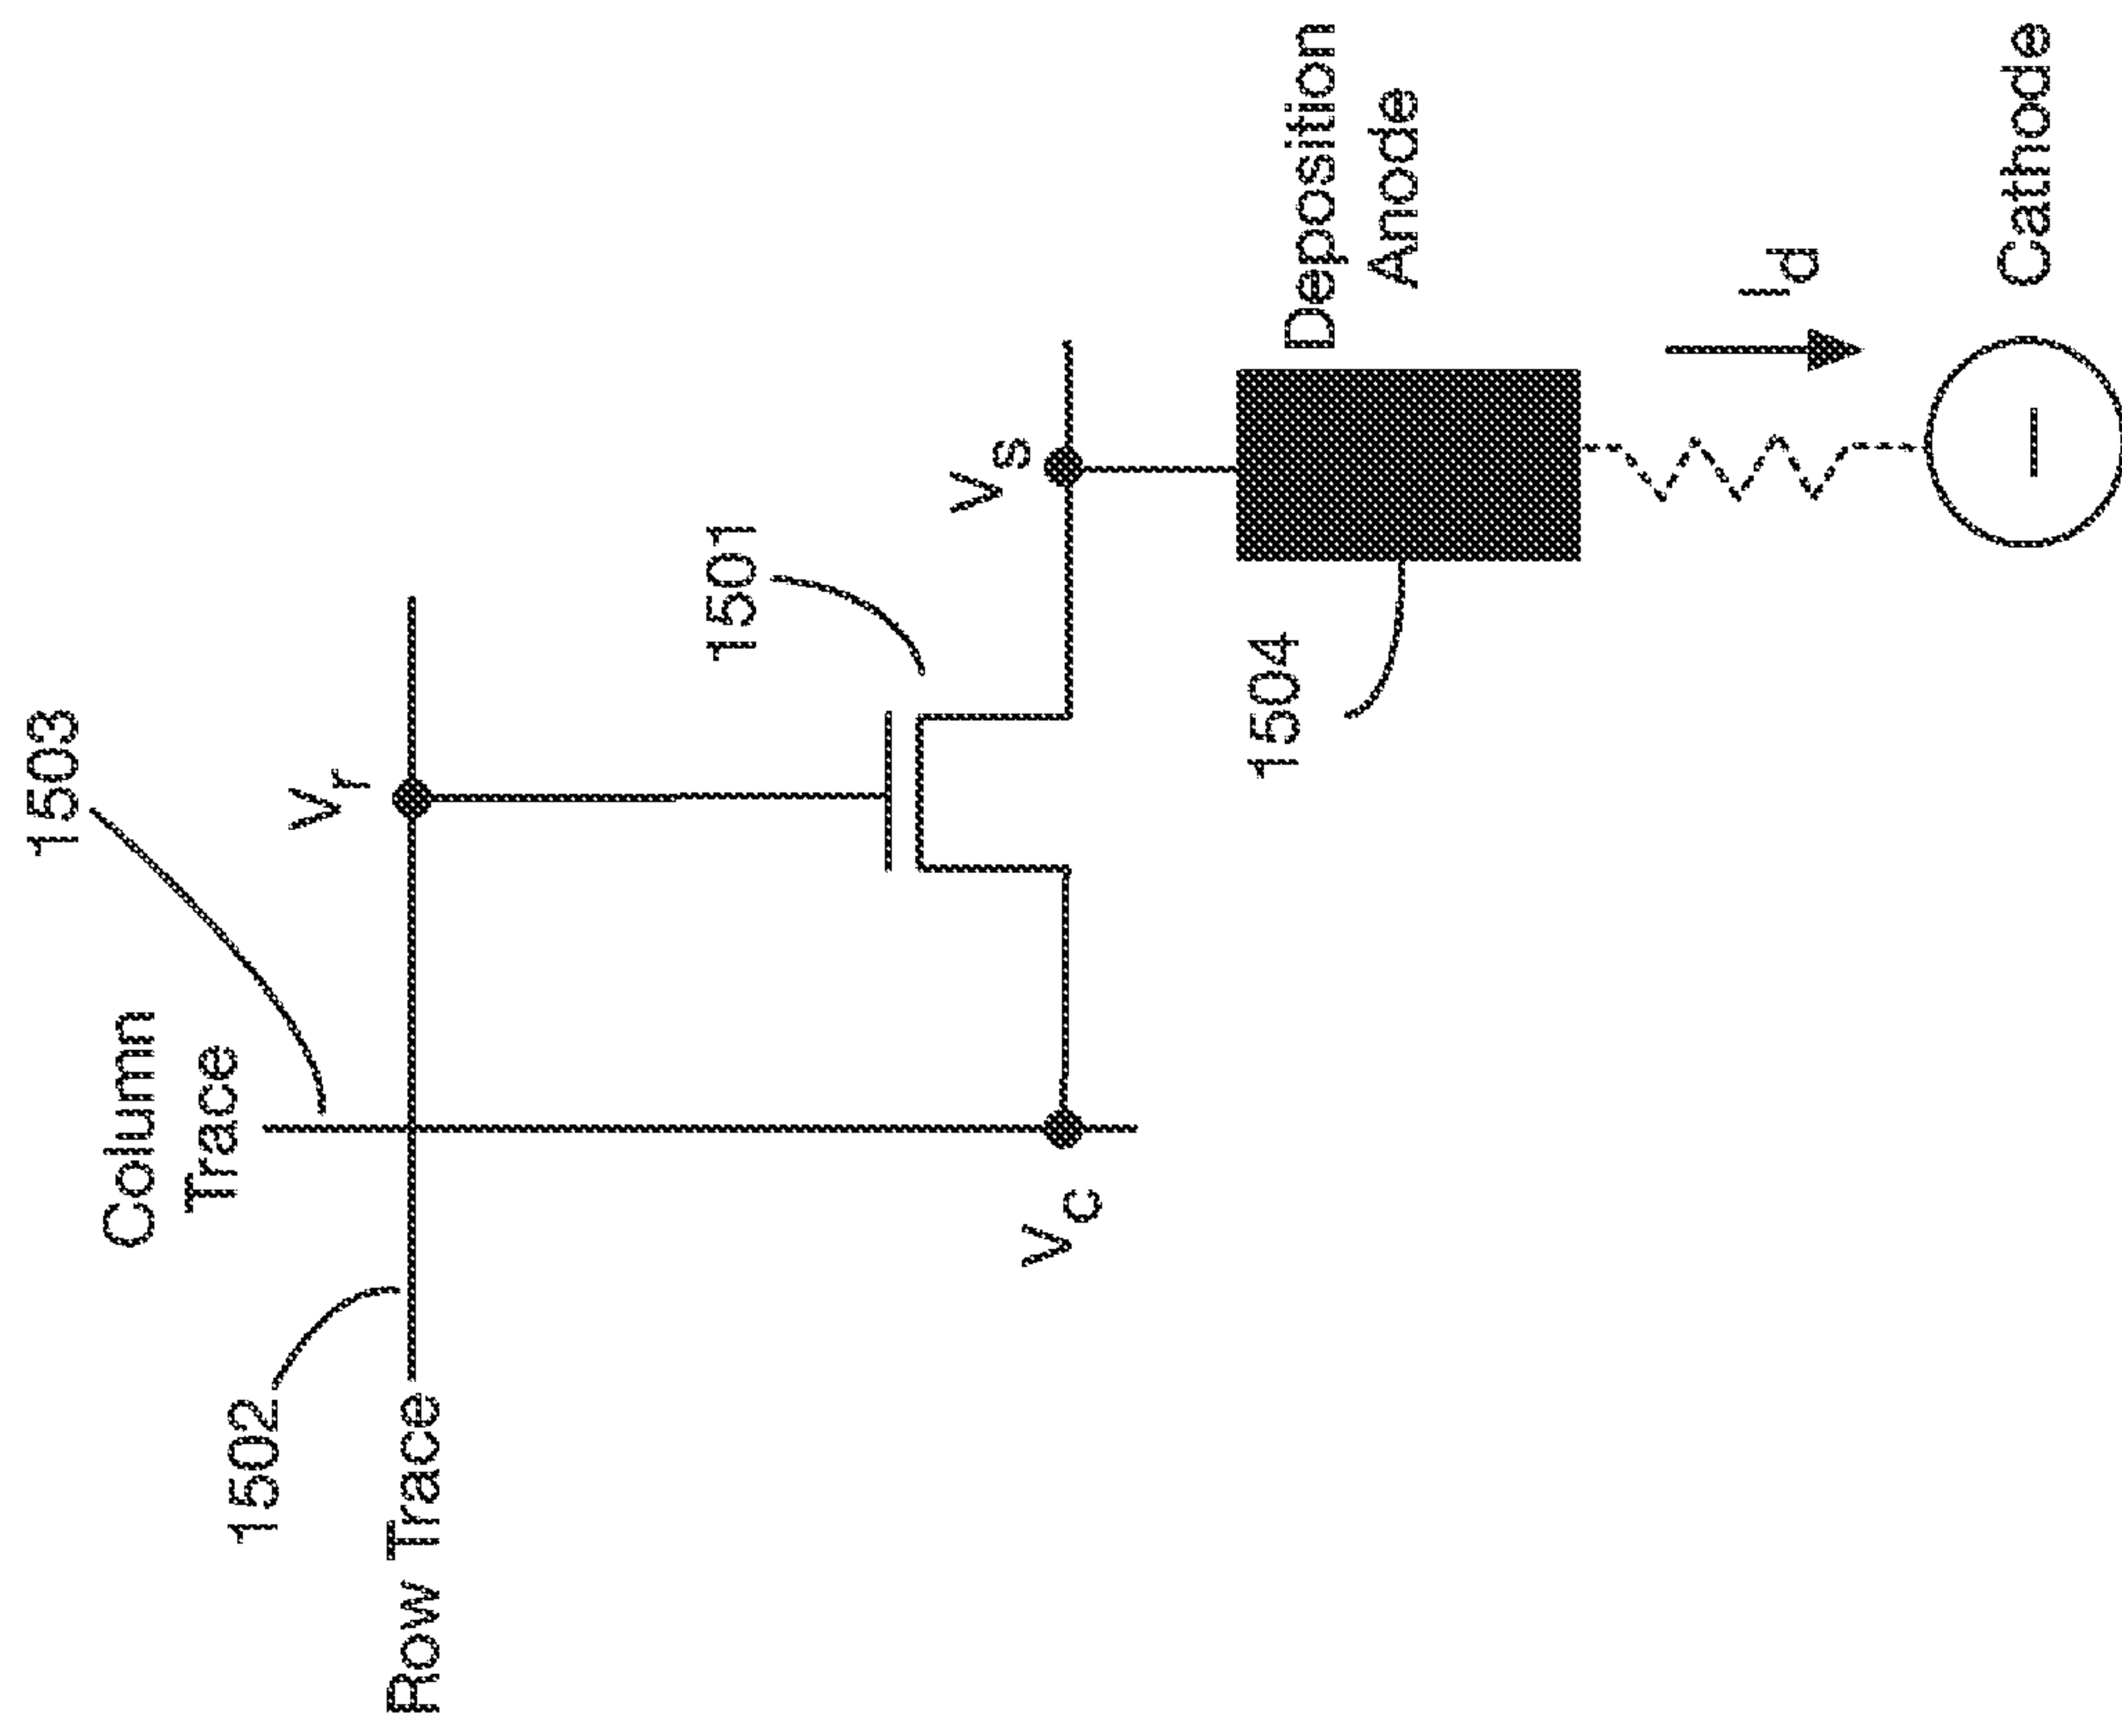 1503
Column
Trace
1502
Vr
Row Trace
1501
Vs
Vc
1504
Deposition
Anode
Id
Cathode